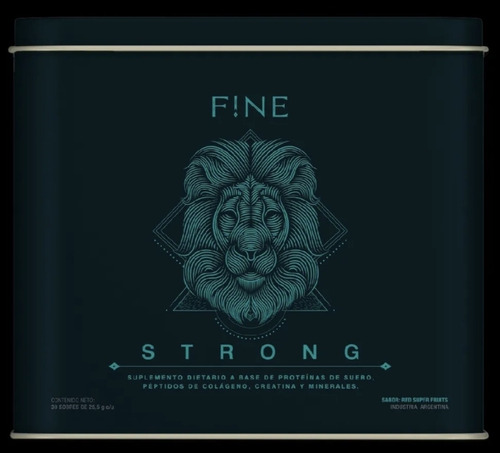 F!NE
STRONG
SUPLEMENTO DIETARIO A BASE DE PROTEÍNAS DE SUERO,
PÉPTIDOS DE COLÁGENO, CREATINA Y MINERALES.
CONTENIDO NETO:
SABOR: RED SUPER FRUITS
INDUSTRIA ARGENTINA